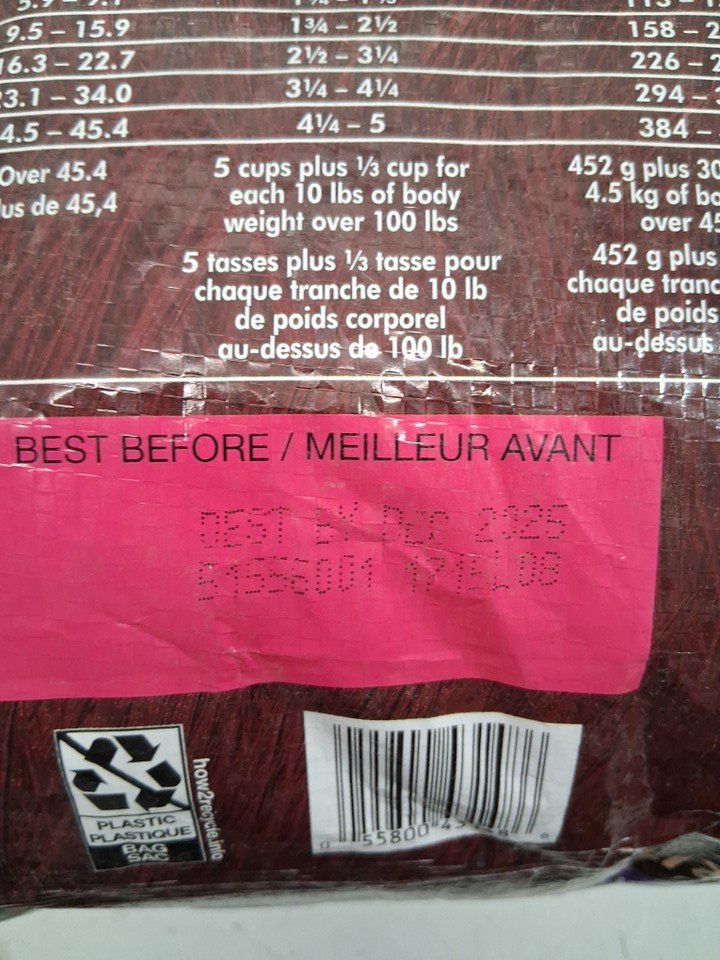 9.5 – 15.9 1¾ – 2½ 158 – 2
16.3 – 22.7 2½ – 3¼ 226 – 2
23.1 – 34.0 3¼ – 4¼ 294 –
4.5 – 45.4 4¼ – 5 384 –
Over 45.4
us de 45,4
5 cups plus ⅓ cup for
each 10 lbs of body
weight over 100 lbs
5 tasses plus ⅓ tasse pour
chaque tranche de 10 lb
de poids corporel
au-dessus de 100 lb
452 g plus 30
4.5 kg of bo
over 45
452 g plus
chaque tranc
de poids
au-dessus
BEST BEFORE / MEILLEUR AVANT
BEST BY DEC 2025
how2recycle.info
PLASTIC
PLASTIQUE
BAG
SAC
0 55800